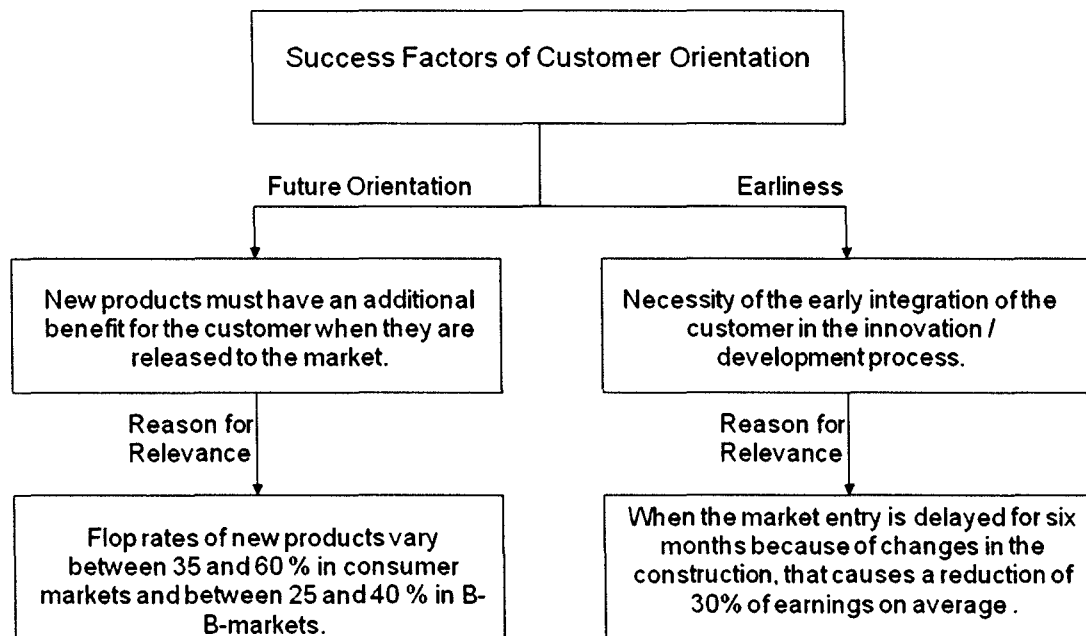 Success Factors of Customer Orientation
Future Orientation
Earliness
New products must have an additional
benefit for the customer when they are
released to the market.
Necessity of the early integration of the
customer in the innovation /
development process.
Reason for
Relevance
Reason for
Relevance
Flop rates of new products vary
between 35 and 60 % in consumer
markets and between 25 and 40 % in B-
B-markets.
When the market entry is delayed for six
months because of changes in the
construction, that causes a reduction of
30% of earnings on average .